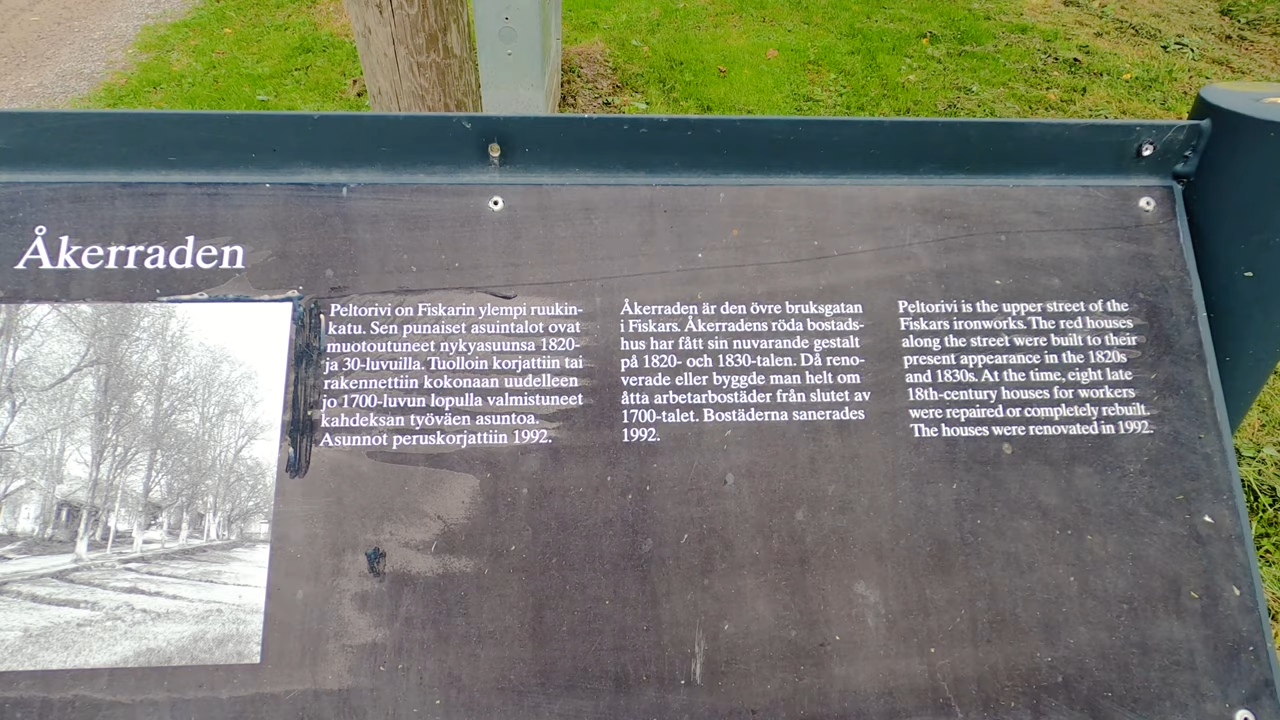 Åkerraden
Peltorivi on Fiskarin ylempi ruukin-
katu. Sen punaiset asuintalot ovat
muotoutuneet nykyasuunsa 1820-
ja 30-luvuilla. Tuolloin korjattiin tai
rakennettiin kokonaan uudelleen
jo 1700-luvun lopulla valmistuneet
kahdeksan työväen asuntoa.
Asunnot peruskorjattiin 1992.
Åkerraden är den övre bruksgatan
i Fiskars. Åkerradens röda bostads-
hus har fått sin nuvarande gestalt
på 1820- och 1830-talen. Då reno-
verade eller byggde man helt om
åtta arbetarbostäder från slutet av
1700-talet. Bostäderna sanerades
1992.
Peltorivi is the upper street of the
Fiskars ironworks. The red houses
along the street were built to their
present appearance in the 1820s
and 1830s. At the time, eight late
18th-century houses for workers
were repaired or completely rebuilt.
The houses were renovated in 1992.